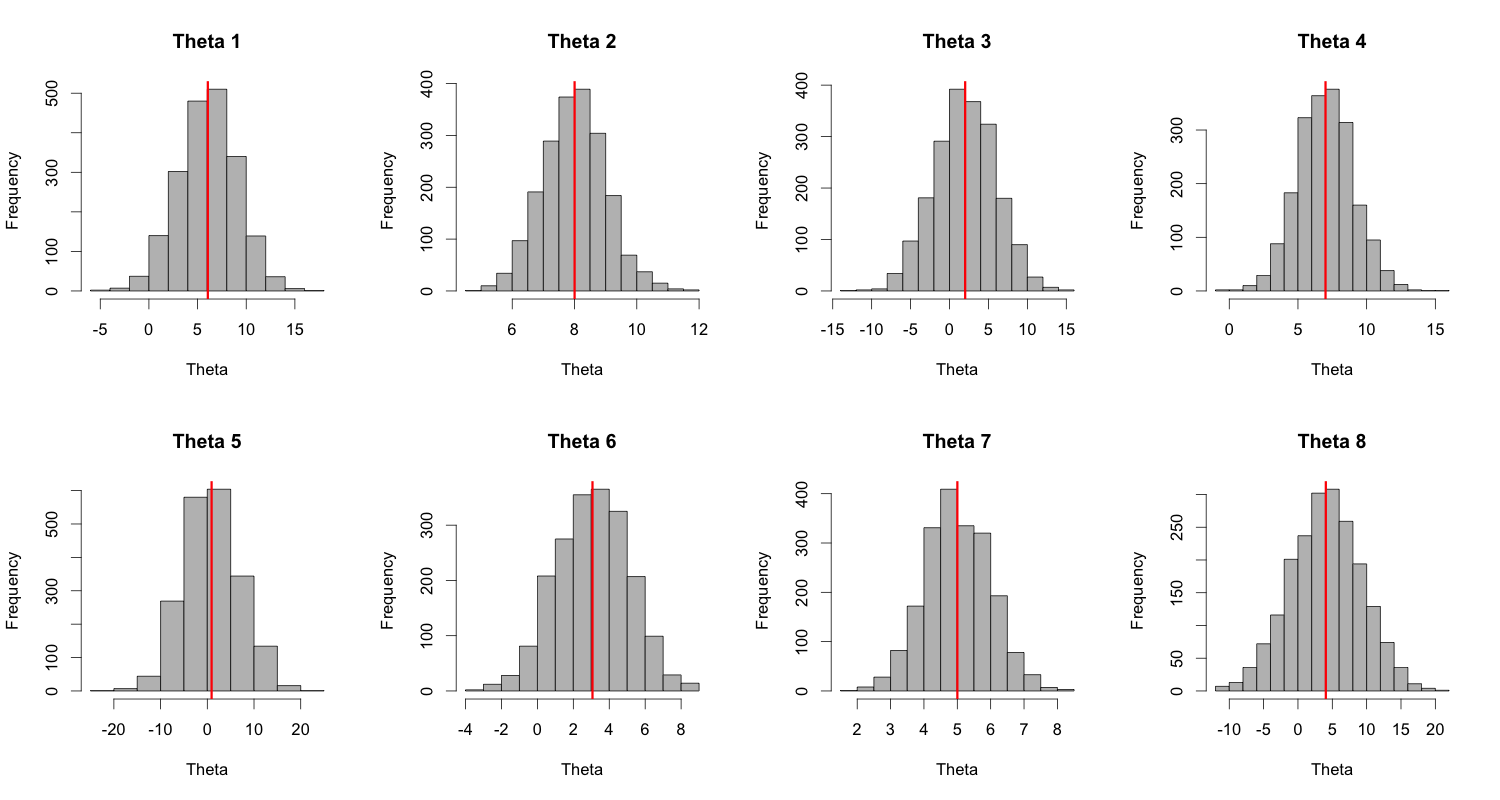 Theta 1
Frequency
0
100
300
500
-5 0 5 10 15
Theta
Theta 2
Frequency
0
100
200
300
400
6 8 10 12
Theta
Theta 3
Frequency
0
100
200
300
400
-15 -10 -5 0 5 10 15
Theta
Theta 4
Frequency
0
100
200
300
0 5 10 15
Theta
Theta 5
Frequency
0
100
300
500
-20 -10 0 10 20
Theta
Theta 6
Frequency
0
100
200
300
-4 -2 0 2 4 6 8
Theta
Theta 7
Frequency
0
100
200
300
400
2 3 4 5 6 7 8
Theta
Theta 8
Frequency
0
50
150
250
-10 -5 0 5 10 15 20
Theta